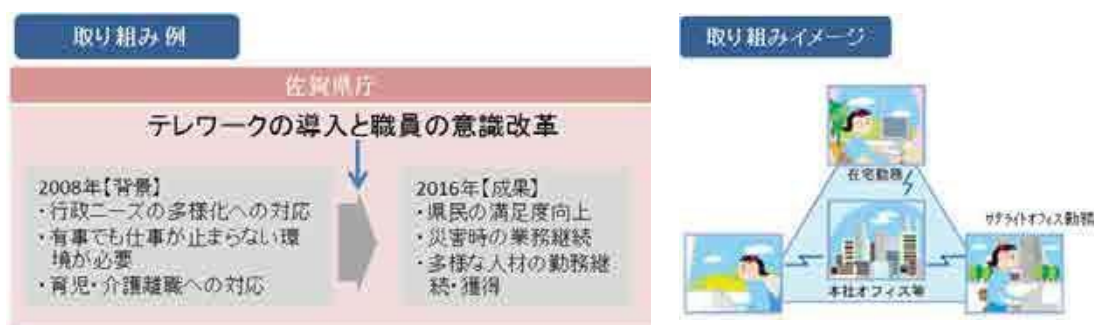 取り組み例
佐賀県庁
テレワークの導入と職員の意識改革
2008年【背景】
・行政ニーズの多様化への対応
・有事でも仕事が止まらない環
境が必要
・育児・介護離職への対応
2016年【成果】
・県民の満足度向上
・災害時の業務継続
・多様な人材の勤務継
続・獲得
取り組みイメージ
在宅勤務
サテライトオフィス勤務
本社オフィス等